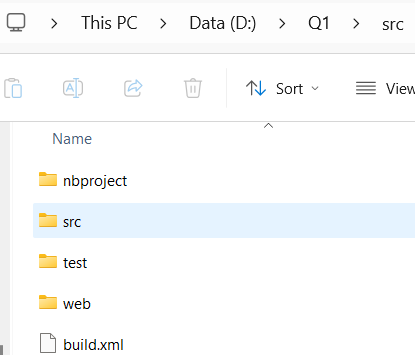 This PC > Data (D:) > Q1 > src
Sort View
Name
nbproject
src
test
web
build.xml